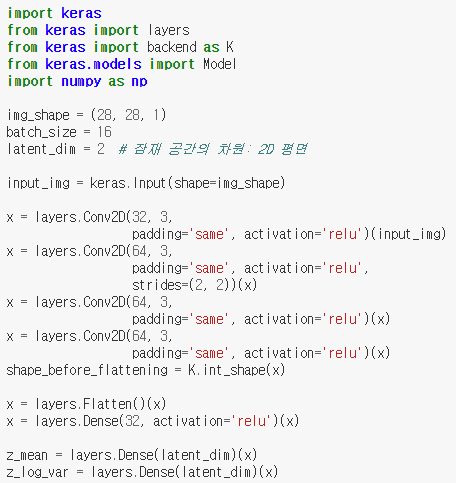 import keras
from keras import layers
from keras import backend as K
from keras.models import Model
import numpy as np

img_shape = (28, 28, 1)
batch_size = 16
latent_dim = 2  # 잠재 공간의 차원: 2D 평면

input_img = keras.Input(shape=img_shape)

x = layers.Conv2D(32, 3,
                  padding='same', activation='relu')(input_img)
x = layers.Conv2D(64, 3,
                  padding='same', activation='relu',
                  strides=(2, 2))(x)
x = layers.Conv2D(64, 3,
                  padding='same', activation='relu')(x)
x = layers.Conv2D(64, 3,
                  padding='same', activation='relu')(x)
shape_before_flattening = K.int_shape(x)

x = layers.Flatten()(x)
x = layers.Dense(32, activation='relu')(x)

z_mean = layers.Dense(latent_dim)(x)
z_log_var = layers.Dense(latent_dim)(x)